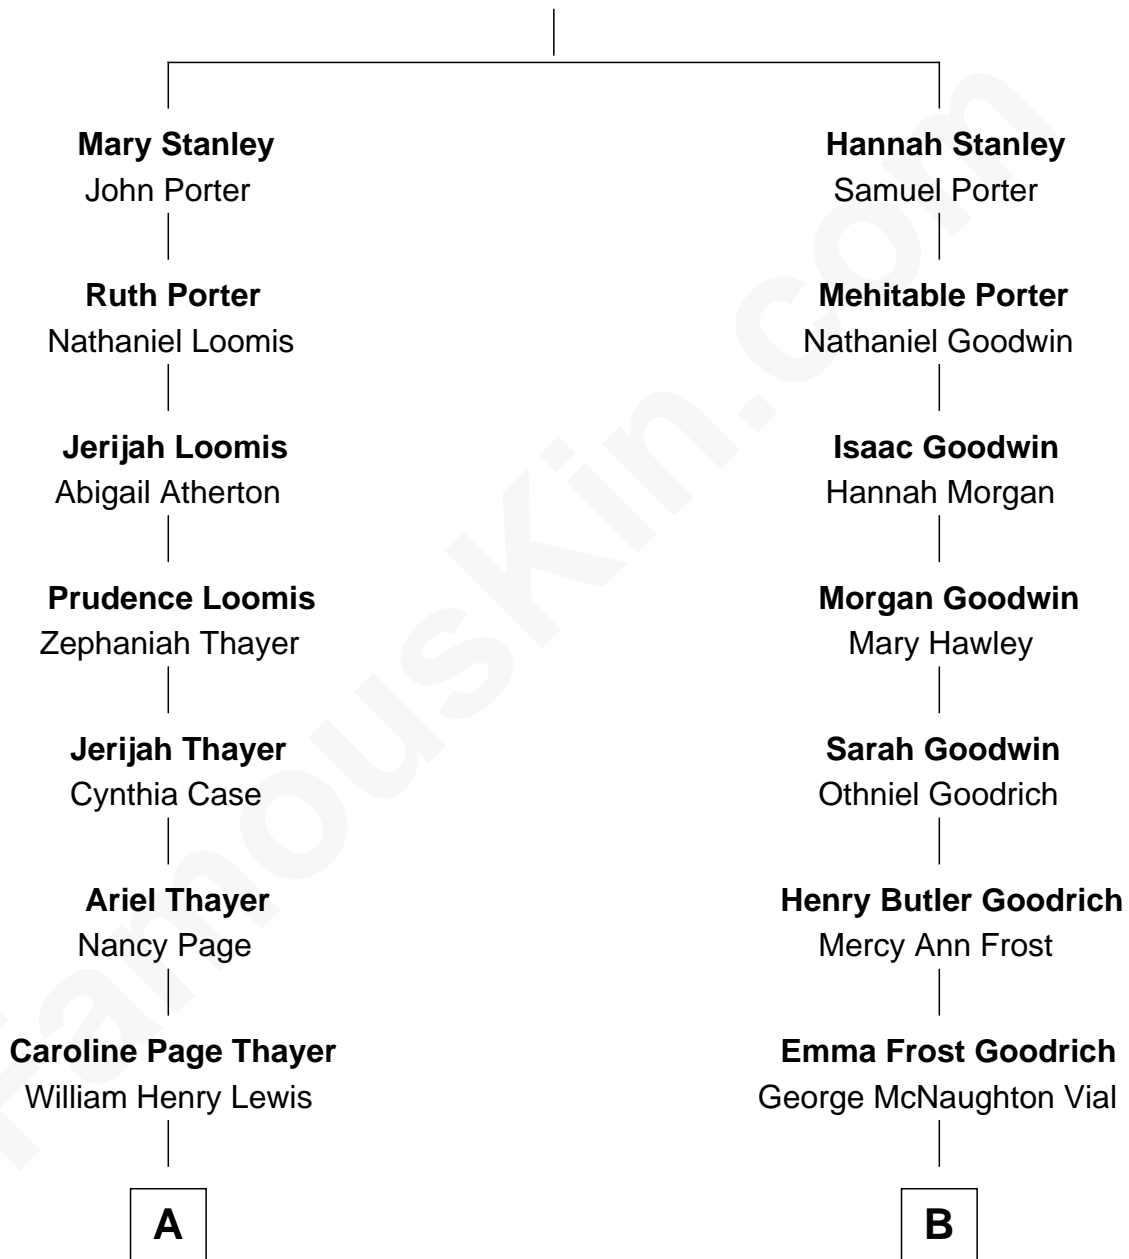 Mary Stanley
John Porter
Hannah Stanley
Samuel Porter
Ruth Porter
Nathaniel Loomis
Mehitable Porter
Nathaniel Goodwin
Jerijah Loomis
Abigail Atherton
Isaac Goodwin
Hannah Morgan
Prudence Loomis
Zephaniah Thayer
Morgan Goodwin
Mary Hawley
Jerijah Thayer
Cynthia Case
Sarah Goodwin
Othniel Goodrich
Ariel Thayer
Nancy Page
Henry Butler Goodrich
Mercy Ann Frost
Caroline Page Thayer
William Henry Lewis
Emma Frost Goodrich
George McNaughton Vial
A
B
FamousKin.com